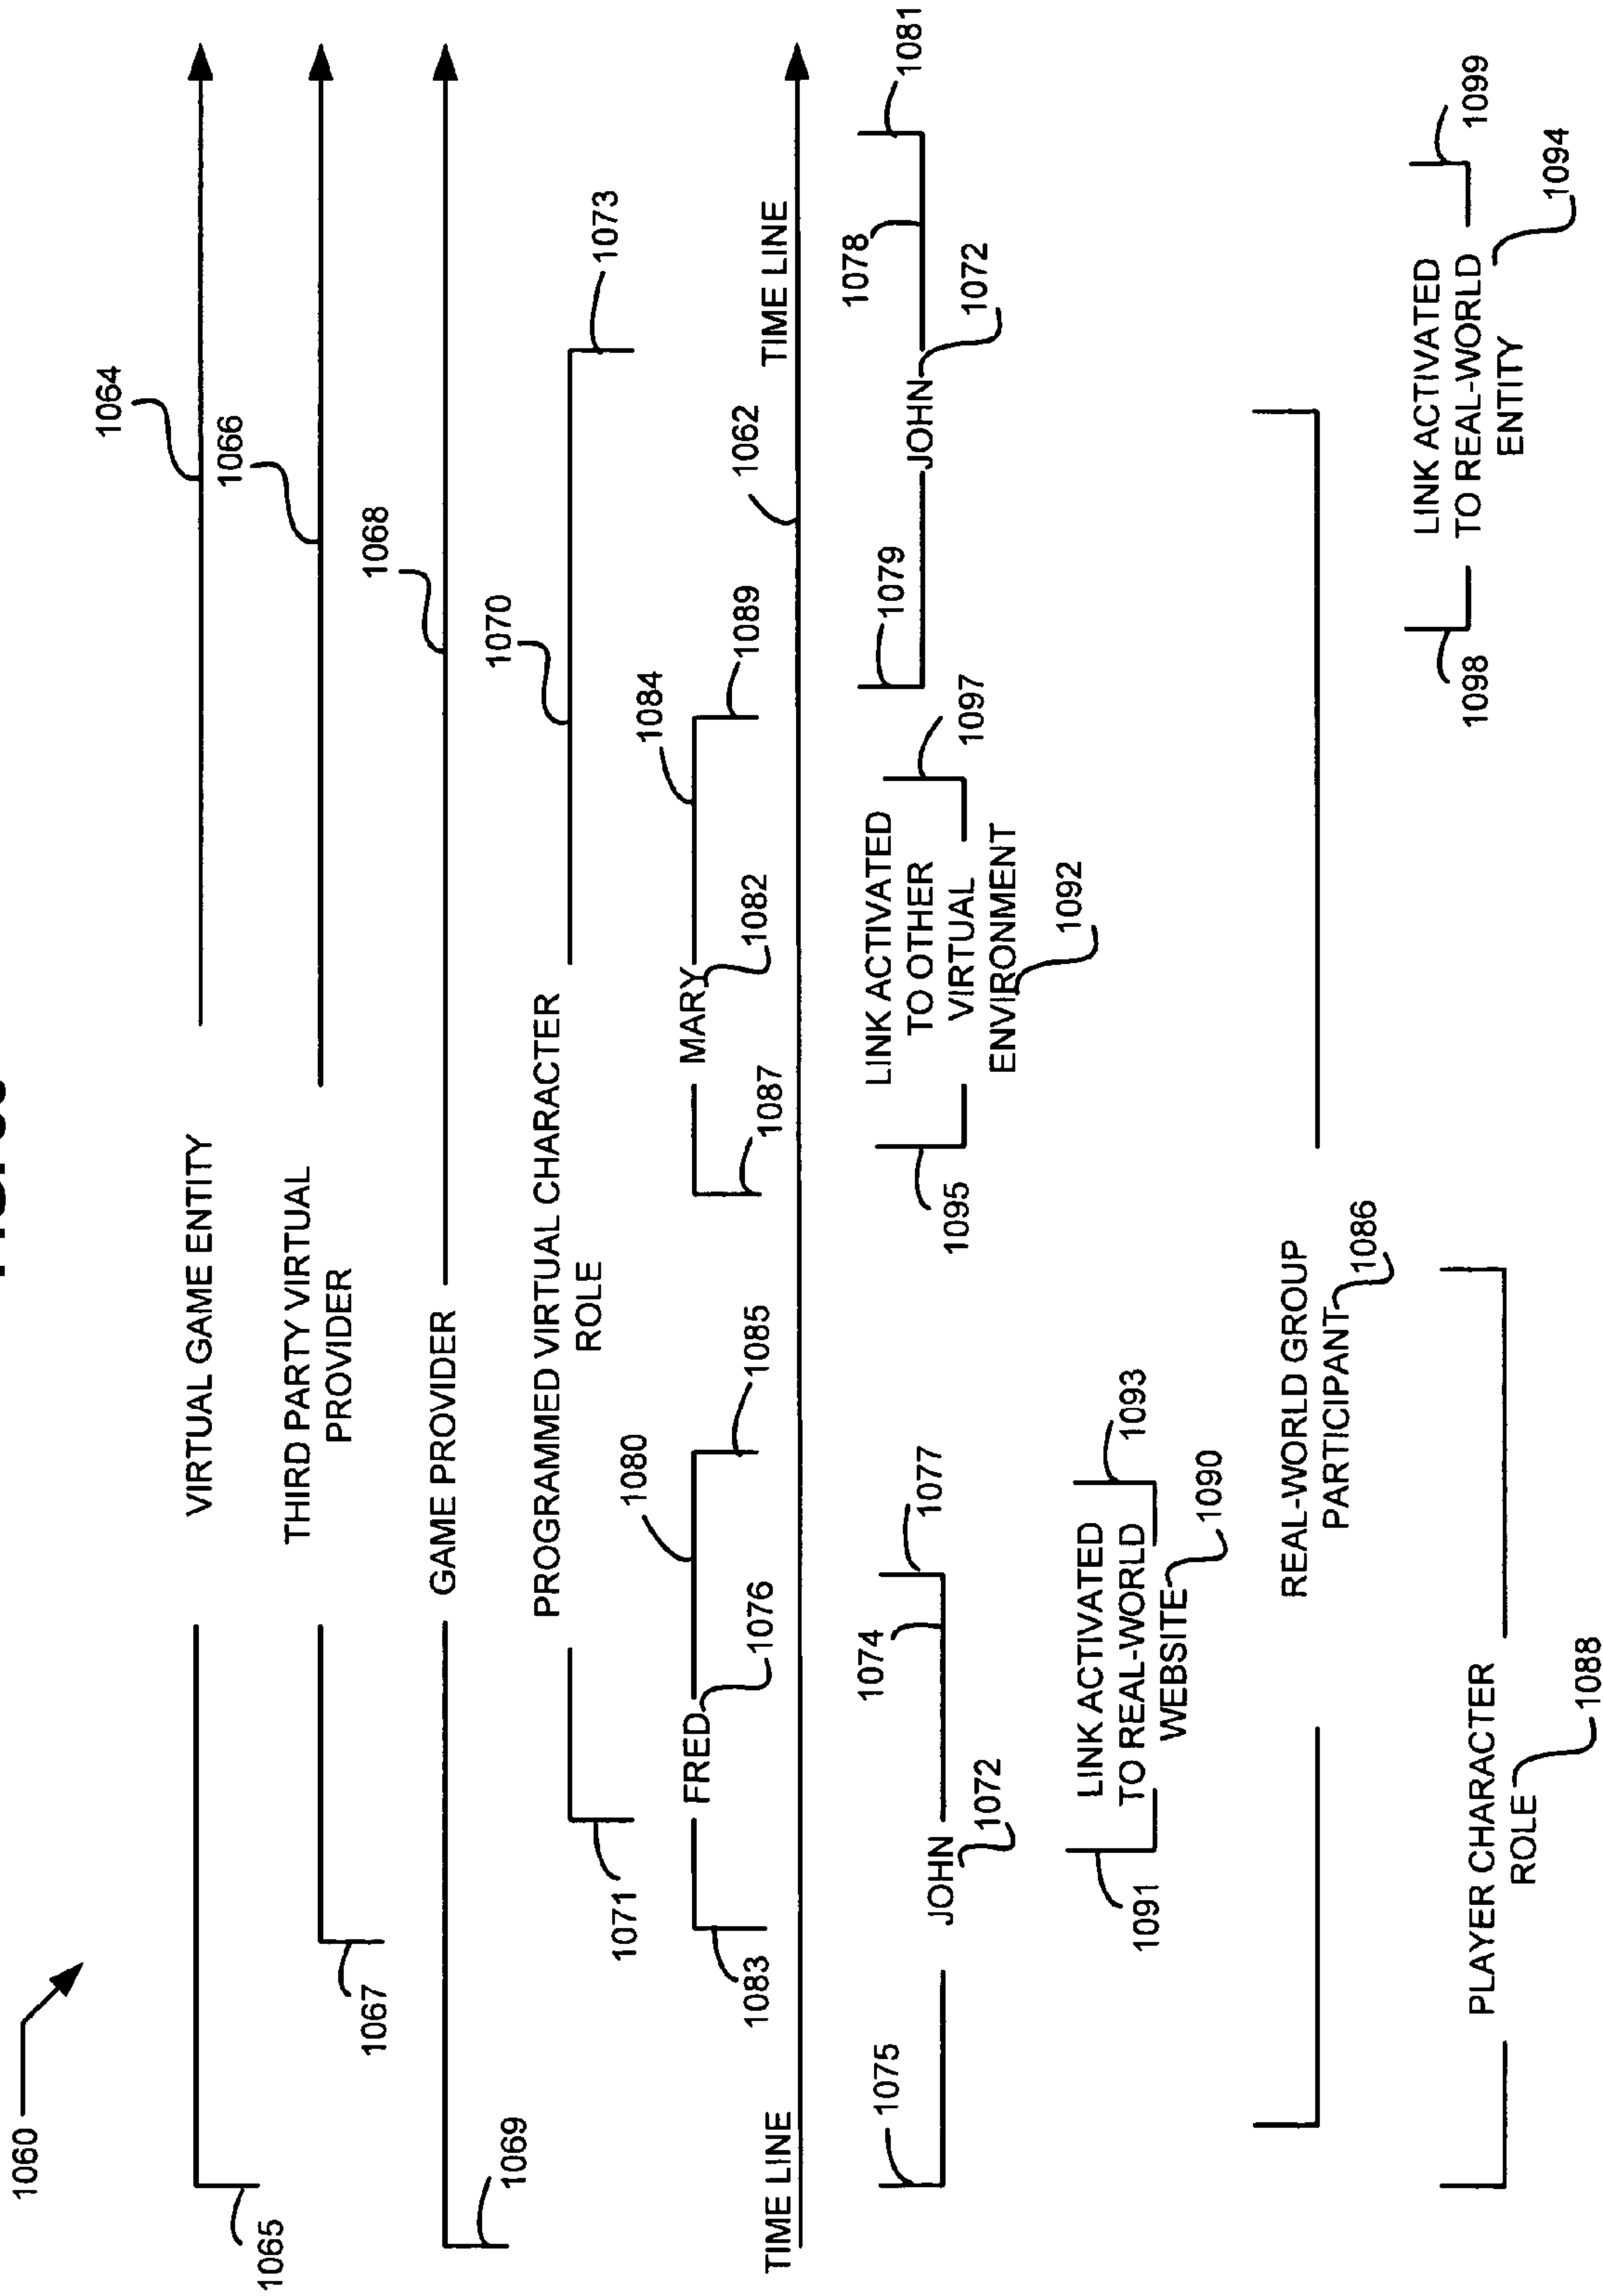 1060
VIRTUAL GAME ENTITY
1064
1065
THIRD PARTY VIRTUAL
PROVIDER
1066
1067
GAME PROVIDER
1068
1069
PROGRAMMED VIRTUAL CHARACTER
ROLE
1070
1071
1073
FRED
1076
1080
1083
1085
MARY
1082
1084
1087
1089
TIME LINE
1062
TIME LINE
1075
JOHN
1072
1074
1077
LINK ACTIVATED
TO OTHER
VIRTUAL
ENVIRONMENT
1092
1095
1097
1079
JOHN
1072
1078
1081
1091
LINK ACTIVATED
TO REAL-WORLD
WEBSITE
1090
1093
REAL-WORLD GROUP
PARTICIPANT
1086
PLAYER CHARACTER
ROLE
1088
1098
LINK ACTIVATED
TO REAL-WORLD
ENTITY
1094
1099